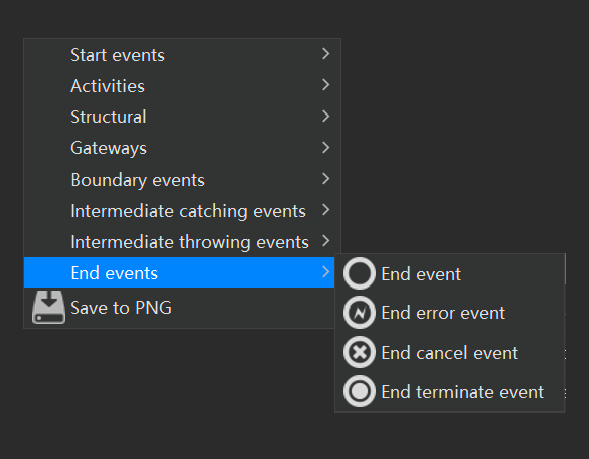 Start events
Activities
Structural
Gateways
Boundary events
Intermediate catching events
Intermediate throwing events
End events
Save to PNG
End event
End error event
End cancel event
End terminate event